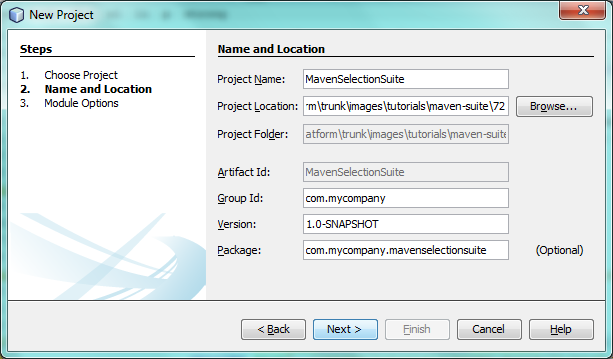 New Project
Steps
1. Choose Project
2. Name and Location
3. Module Options
Name and Location
Project Name: MavenSelectionSuite
Project Location: rm\trunk\images\tutorials\maven-suite\72 Browse...
Project Folder: atform\trunk\images\tutorials\maven-suite
Artifact Id: MavenSelectionSuite
Group Id: com.mycompany
Version: 1.0-SNAPSHOT
Package: com.mycompany.mavenselectionsuite (Optional)
< Back Next > Finish Cancel Help